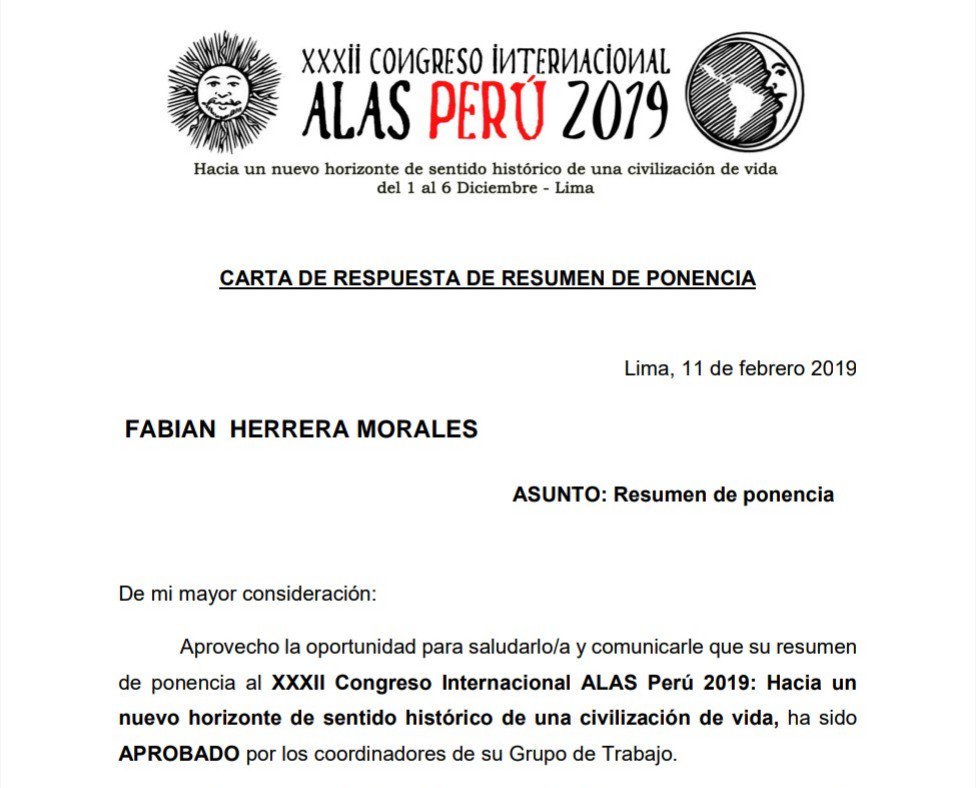 XXXII CONGRESO INTERNACIONAL
ALAS PERÚ 2019
Hacia un nuevo horizonte de sentido histórico de una civilización de vida
del 1 al 6 Diciembre - Lima
CARTA DE RESPUESTA DE RESUMEN DE PONENCIA
Lima, 11 de febrero 2019
FABIAN HERRERA MORALES
ASUNTO: Resumen de ponencia
De mi mayor consideración:
Aprovecho la oportunidad para saludarlo/a y comunicarle que su resumen
de ponencia al XXXII Congreso Internacional ALAS Perú 2019: Hacia un
nuevo horizonte de sentido histórico de una civilización de vida, ha sido
APROBADO por los coordinadores de su Grupo de Trabajo.